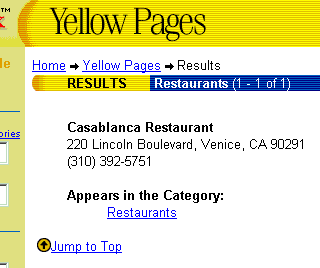 Yellow Pages
Home → Yellow Pages → Results
RESULTS Restaurants (1 - 1 of 1)
Casablanca Restaurant
220 Lincoln Boulevard, Venice, CA 90291
(310) 392-5751
Appears in the Category:
Restaurants
Jump to Top